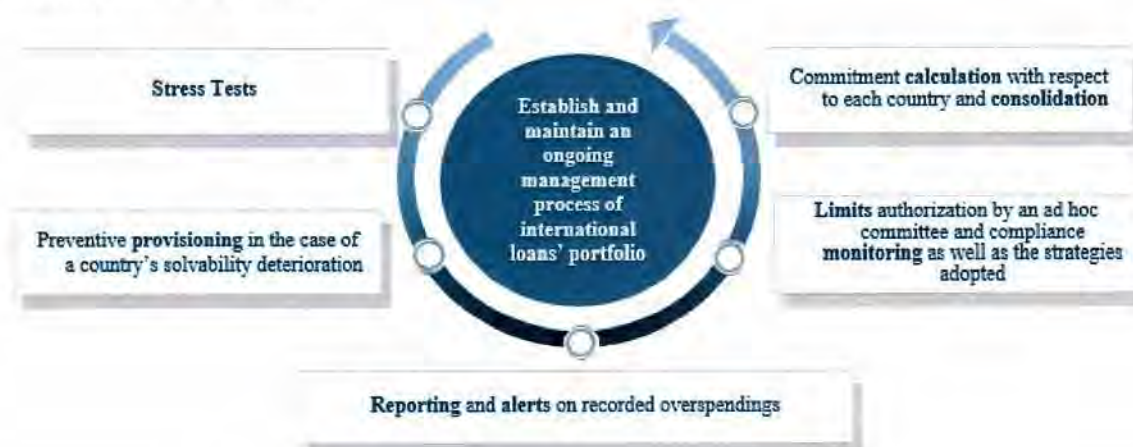 Stress Tests
Preventive provisioning in the case of
a country's solvability deterioration
Establish and
maintain an
ongoing
management
process of
international
loans' portfolio
Commitment calculation with respect
to each country and consolidation
Limits authorization by an ad hoc
committee and compliance
monitoring as well as the strategies
adopted
Reporting and alerts on recorded overspendings